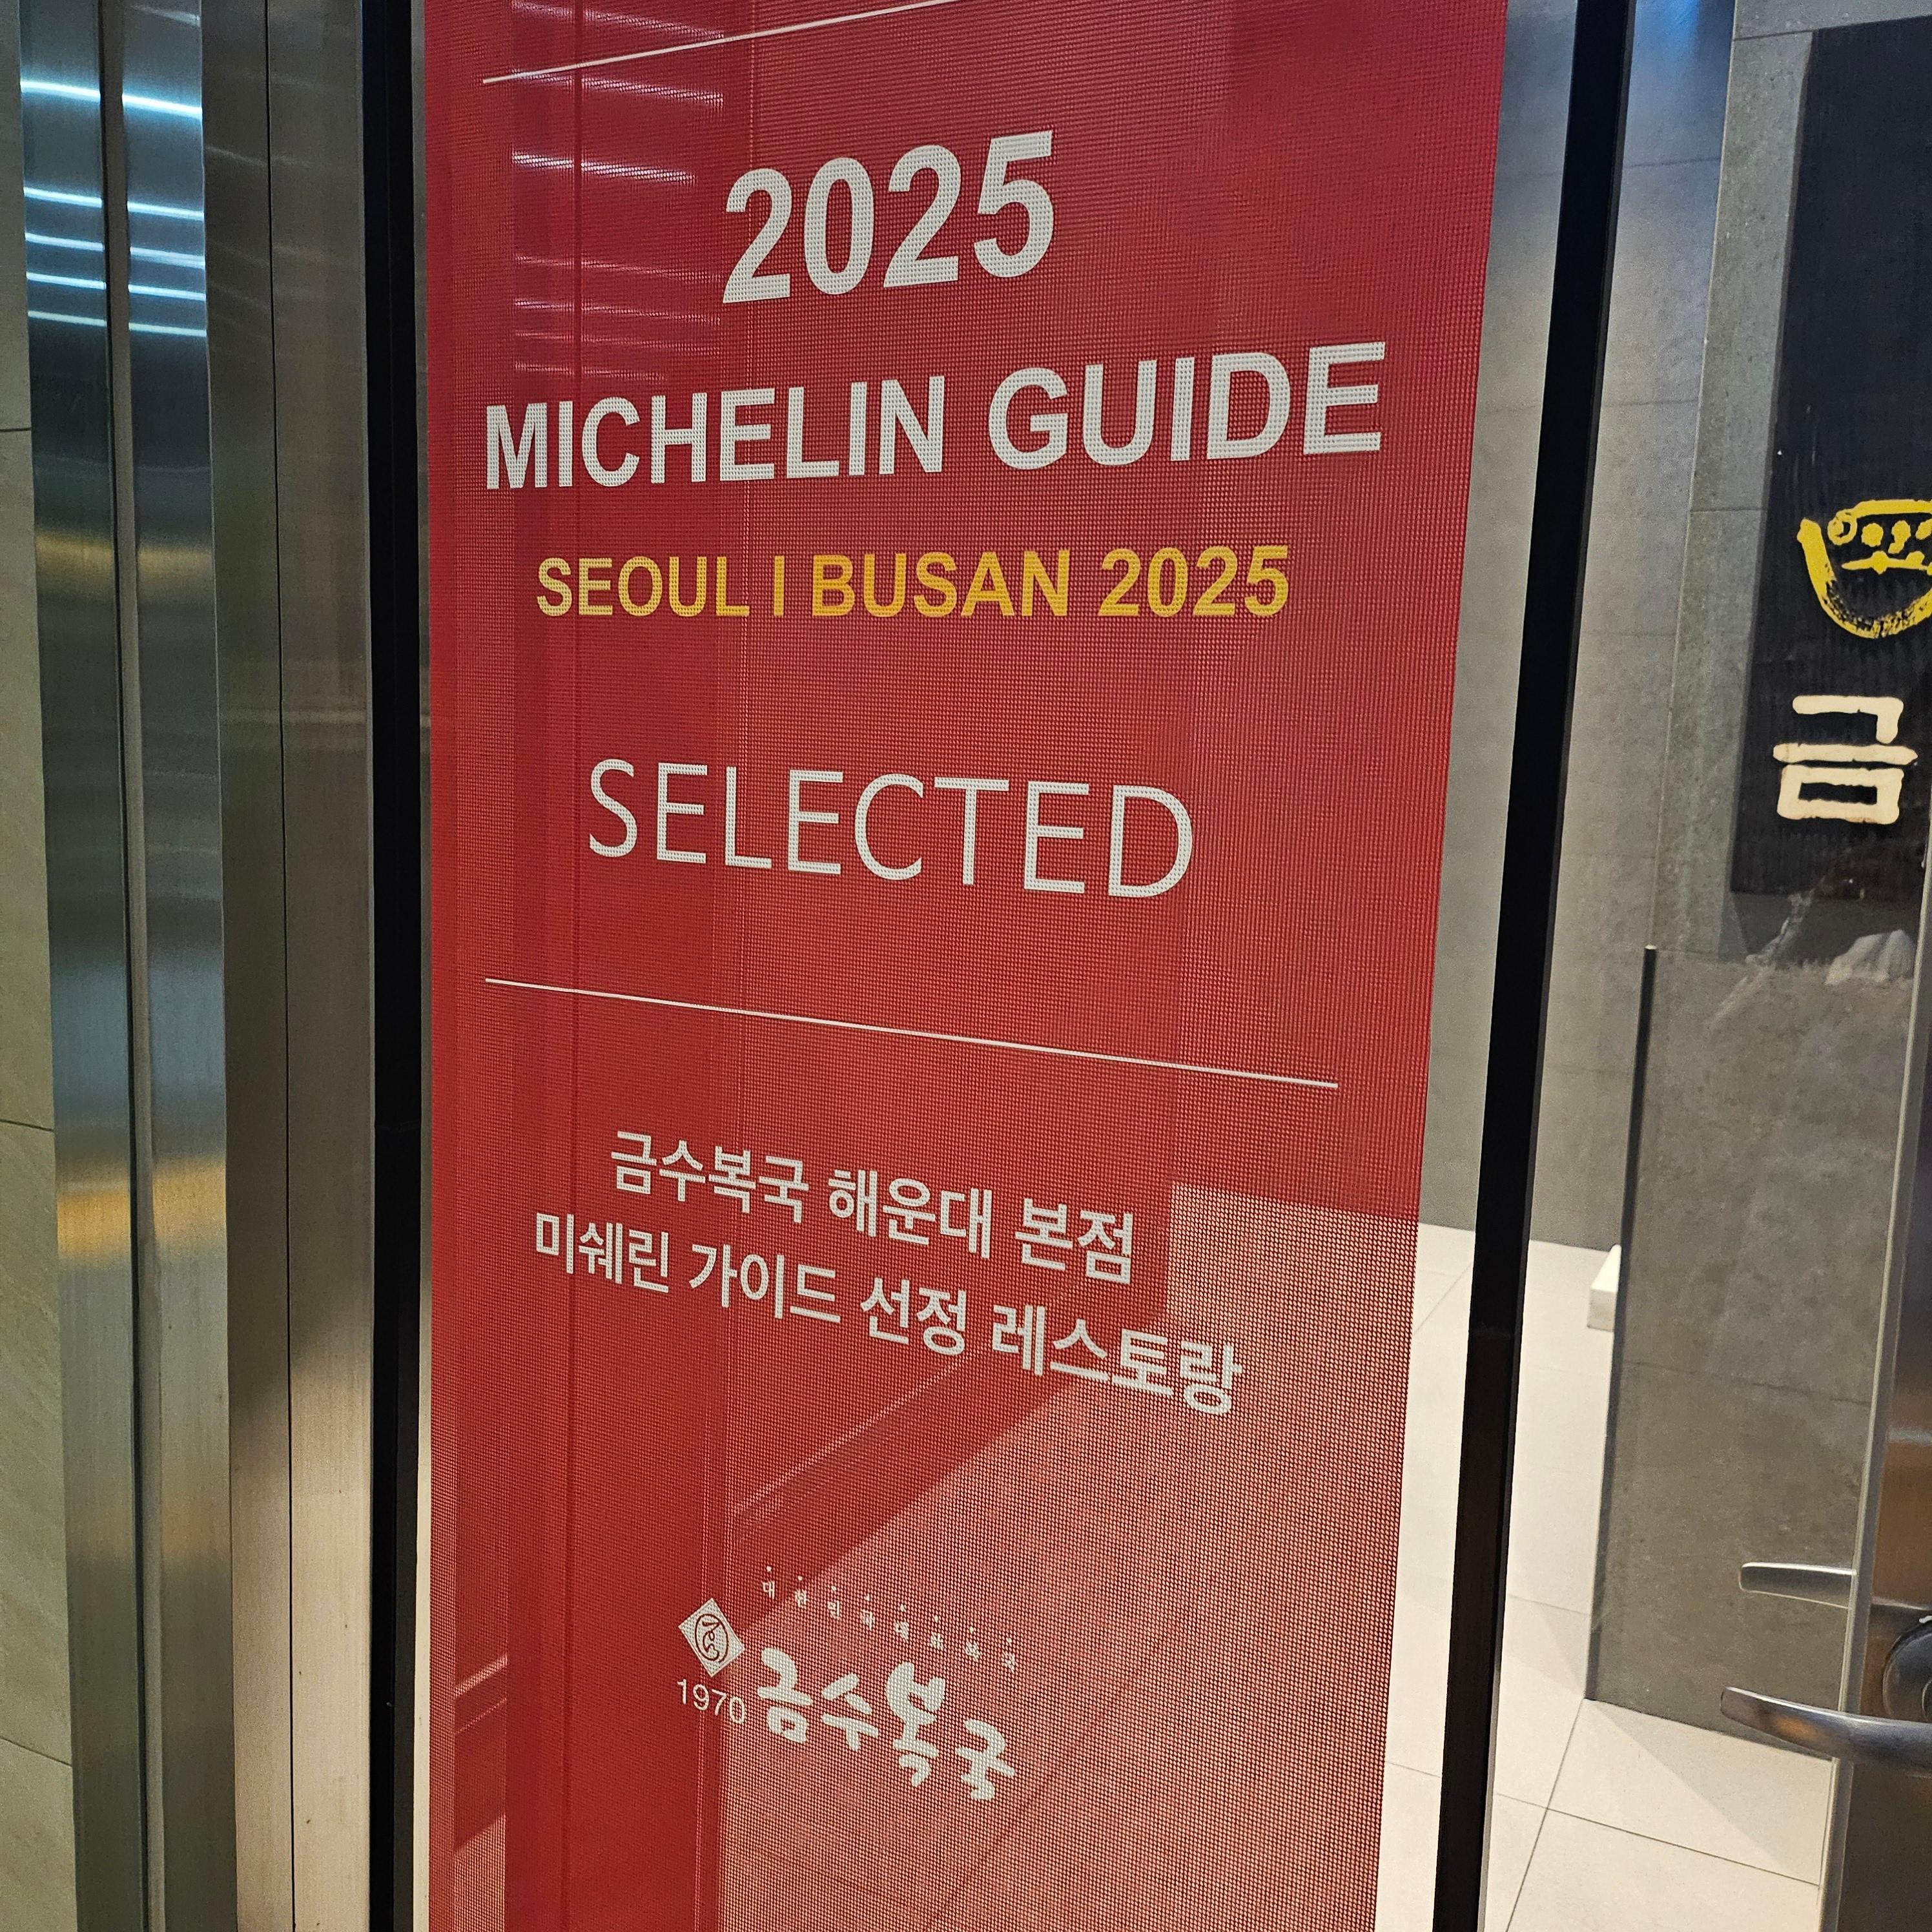 2025
MICHELIN GUIDE
SEOUL I BUSAN 2025
SELECTED
금수복국 해운대 본점
미쉐린 가이드 선정 레스토랑
1970 금수복국
금